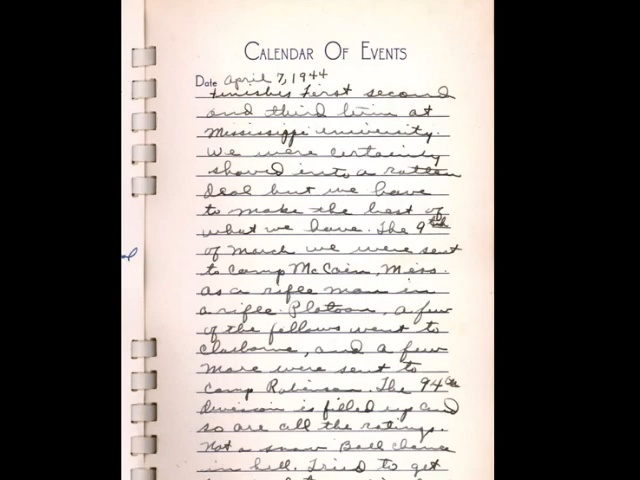 CALENDAR OF EVENTS
Date April 7, 1944
finishes first second
and third term at
Mississippi university.
We were certainly
shoved into a rotten
deal but we have
to make the best of
what we have. The 9th
of March we were sent
to Camp McCain, Miss.
as a rifle man in
a rifle Platoon, a few
of the fellows went to
Claiborne, and a few
more were sent to
Camp Robinson. The 94th
devision is filled up and
so are all the ratings.
Not a snow Ball chance
in hell. Tried to get